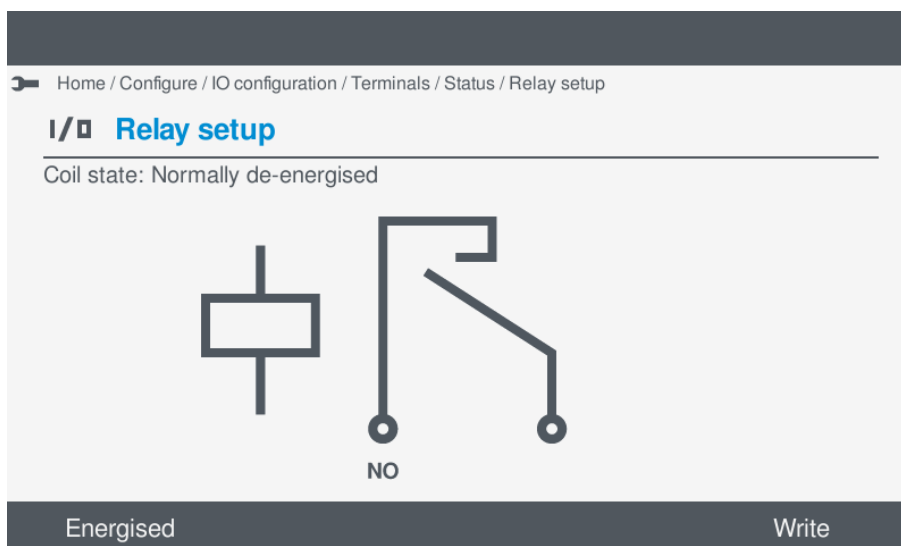 Home / Configure / IO configuration / Terminals / Status / Relay setup
I/O Relay setup
Coil state: Normally de-energised
NO
Energised Write